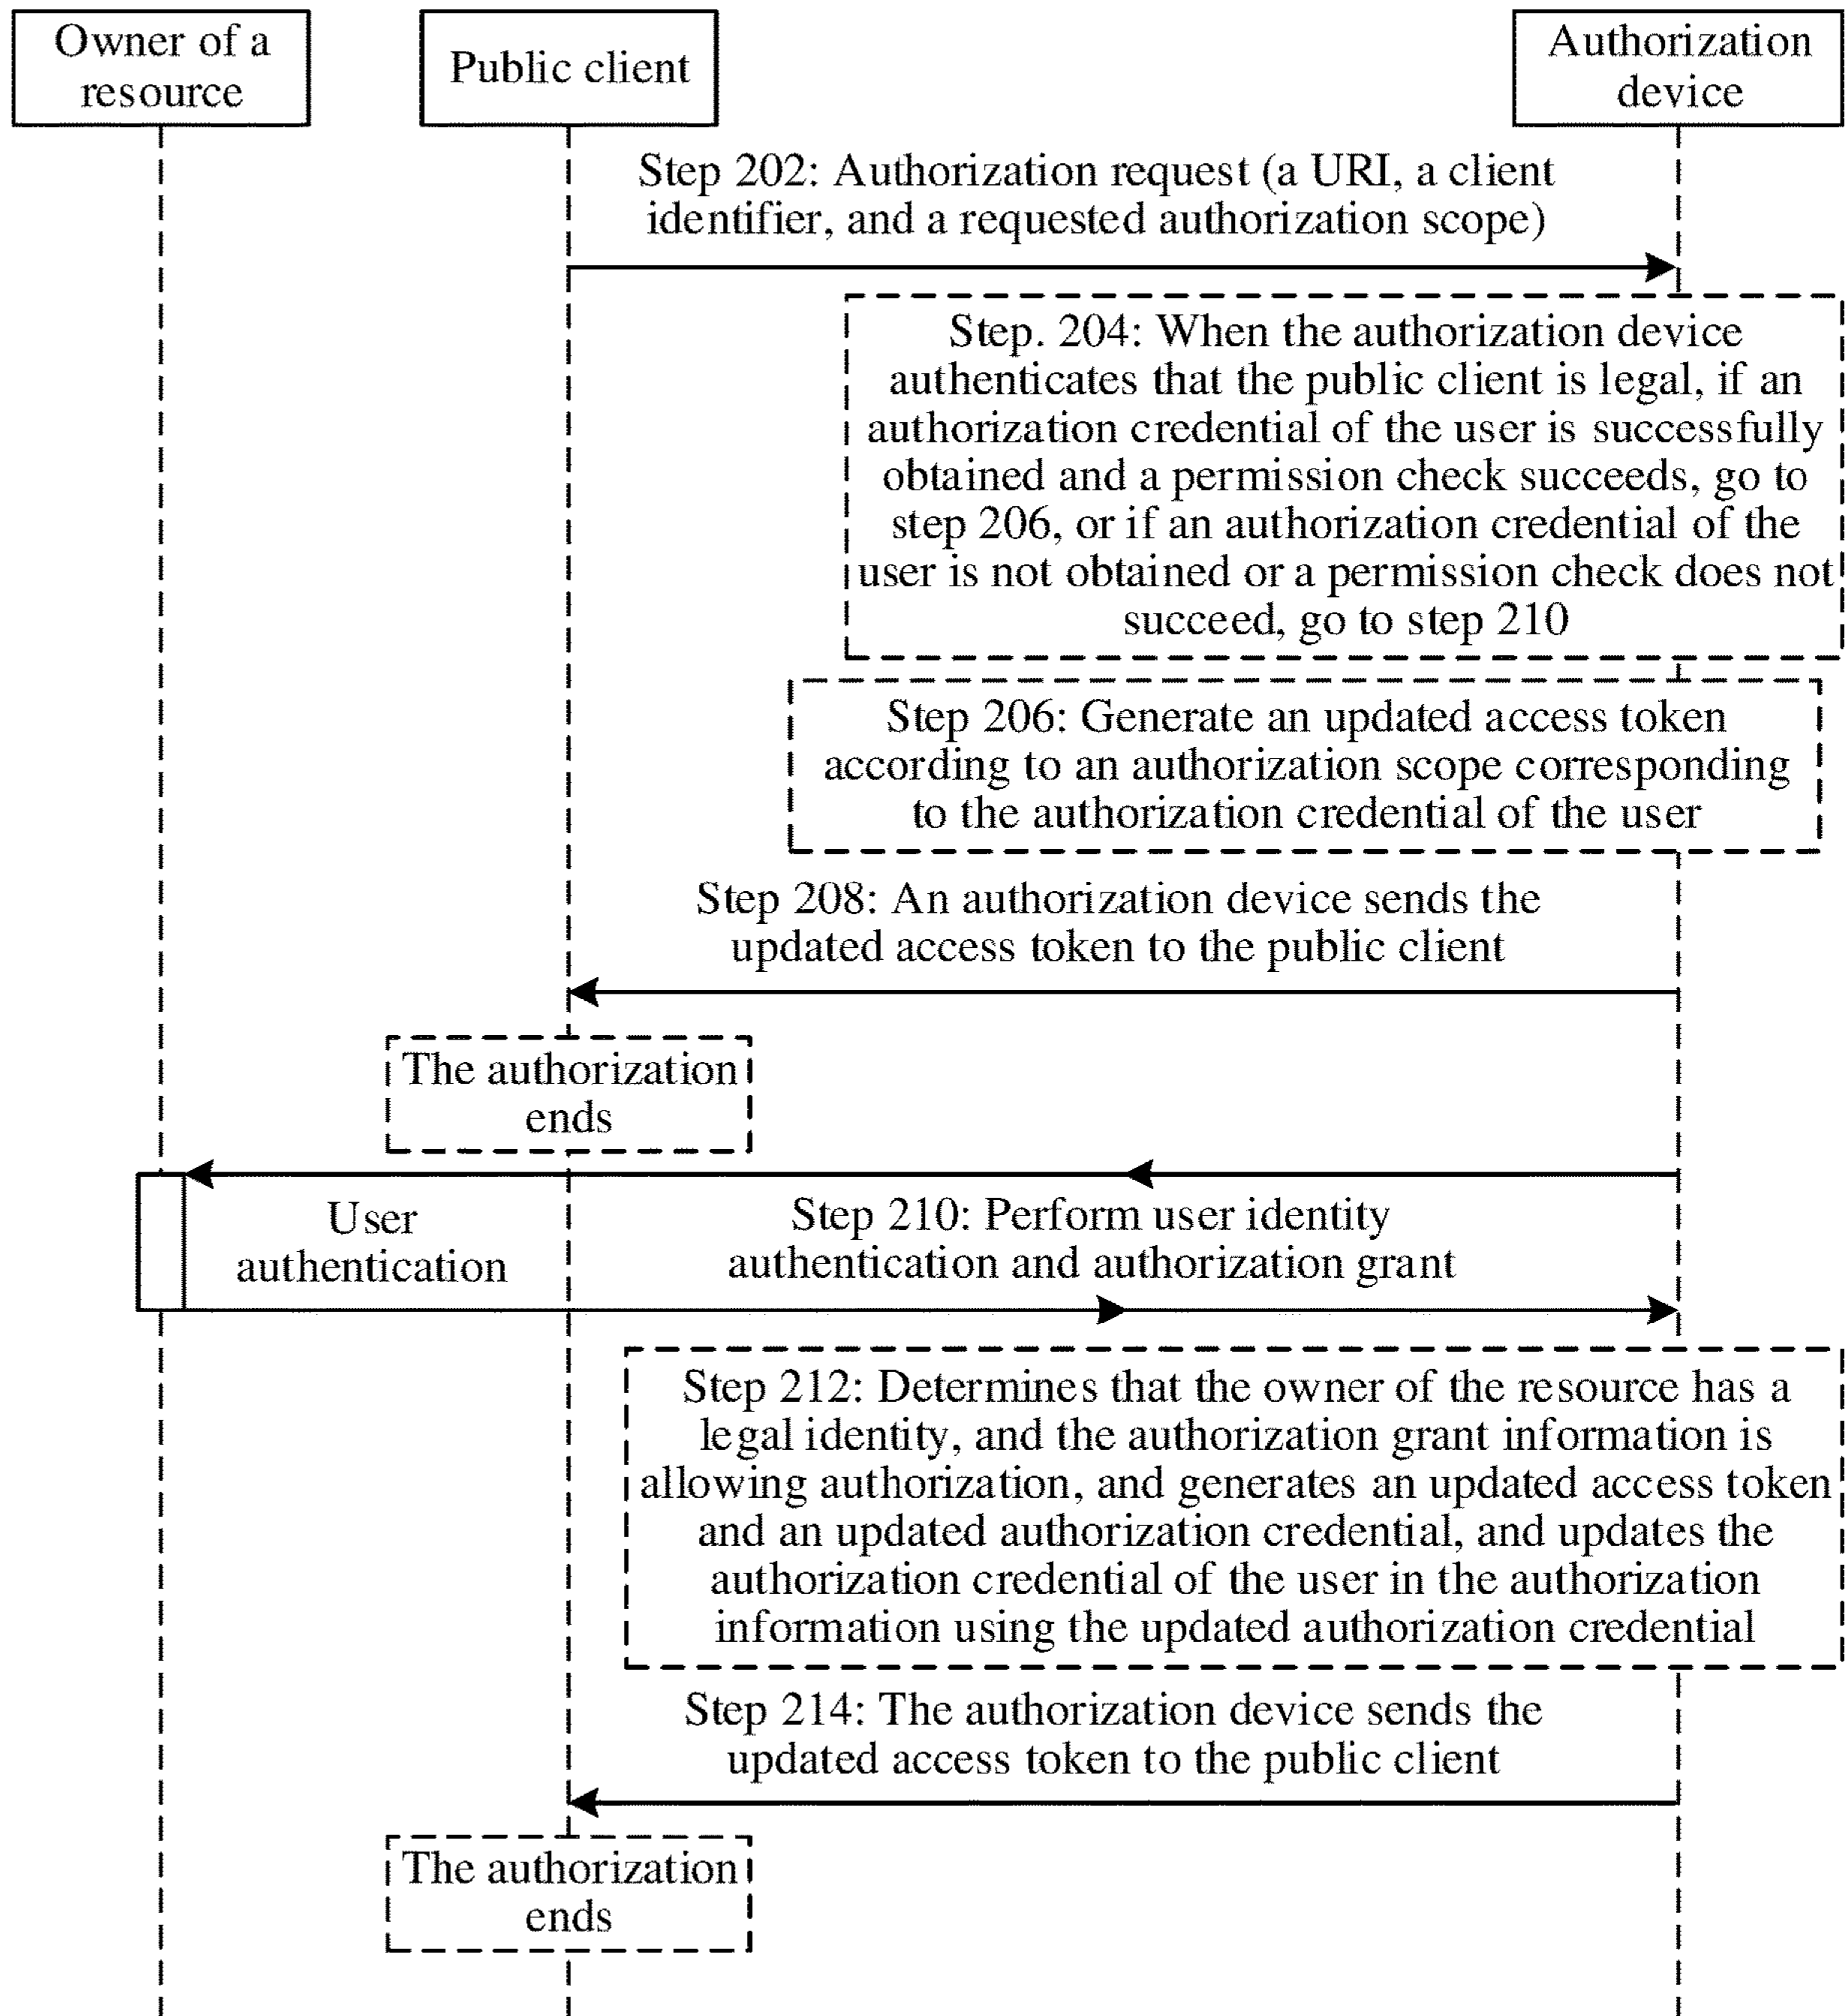 Owner of a
resource
Public client
Authorization
device
Step 202: Authorization request (a URI, a client
identifier, and a requested authorization scope)
Step. 204: When the authorization device
authenticates that the public client is legal, if an
authorization credential of the user is successfully
obtained and a permission check succeeds, go to
step 206, or if an authorization credential of the
user is not obtained or a permission check does not
succeed, go to step 210
Step 206: Generate an updated access token
according to an authorization scope corresponding
to the authorization credential of the user
Step 208: An authorization device sends the
updated access token to the public client
The authorization
ends
User
authentication
Step 210: Perform user identity
authentication and authorization grant
Step 212: Determines that the owner of the resource has a
legal identity, and the authorization grant information is
allowing authorization, and generates an updated access token
and an updated authorization credential, and updates the
authorization credential of the user in the authorization
information using the updated authorization credential
Step 214: The authorization device sends the
updated access token to the public client
The authorization
ends